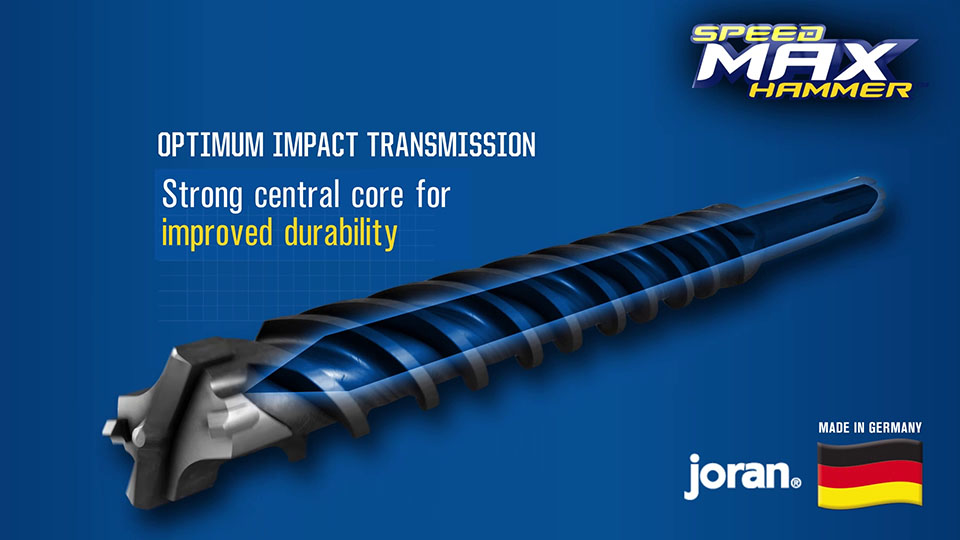 SPEED
MAX
HAMMER
OPTIMUM IMPACT TRANSMISSION
Strong central core for
improved durability
MADE IN GERMANY
joran®